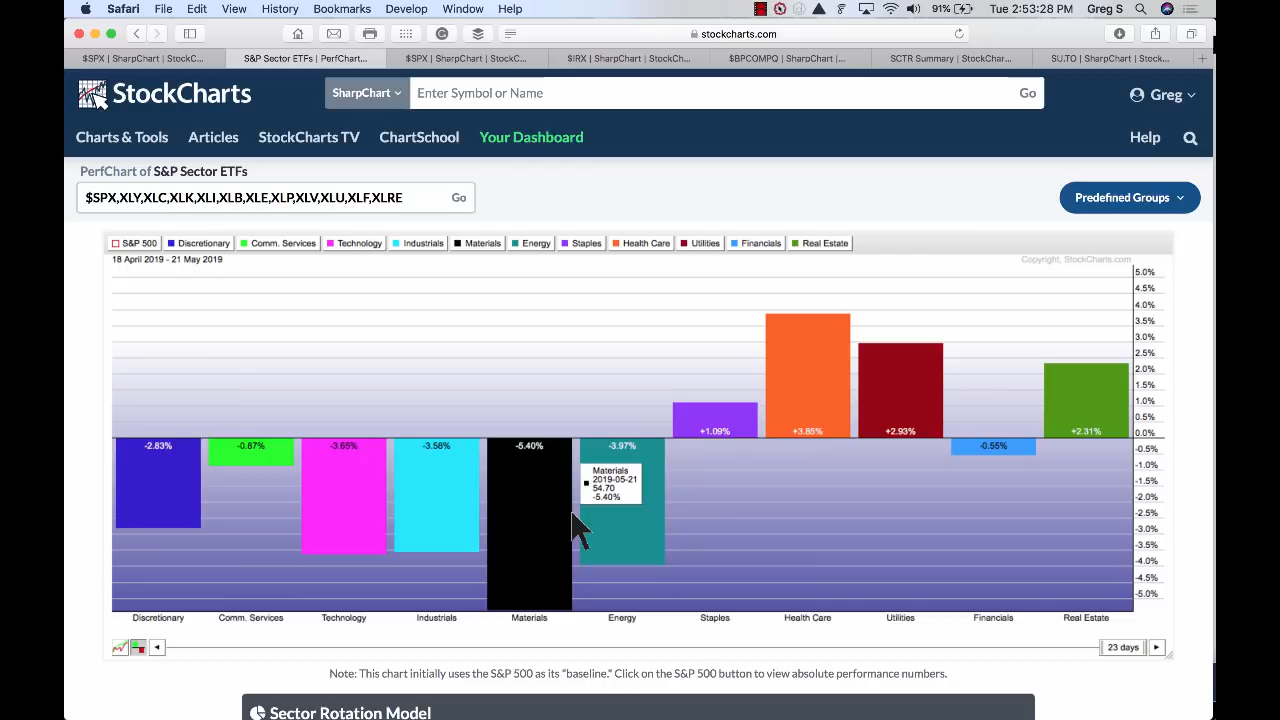 Safari File Edit View History Bookmarks Develop Window Help 91% Tue 2:53:28 PM Greg S
stockcharts.com
$SPX | SharpChart | StockC... S&P Sector ETFs | PerfChart... $SPX | SharpChart | StockC... $IRX | SharpChart | StockCh... $BPCOMPQ | SharpChart |... SCTR Summary | StockChar... SU.TO | SharpChart | Stock...
StockCharts SharpChart Enter Symbol or Name Go Greg
Charts & Tools Articles StockCharts TV ChartSchool Your Dashboard Help
PerfChart of S&P Sector ETFs
$SPX,XLY,XLC,XLK,XLI,XLB,XLE,XLP,XLV,XLU,XLF,XLRE Go Predefined Groups
S&P 500 Discretionary Comm. Services Technology Industrials Materials Energy Staples Health Care Utilities Financials Real Estate
18 April 2019 - 21 May 2019 Copyright, StockCharts.com
5.0%
4.5%
4.0%
3.5%
3.0%
2.5%
2.0%
1.5%
1.0%
0.5%
+1.09% +3.85% +2.93% +2.31% 0.0%
-2.83% -0.87% -3.65% -3.58% -5.40% -3.97% -0.55% -0.5%
-1.0%
-1.5%
-2.0%
-2.5%
-3.0%
-3.5%
-4.0%
-4.5%
-5.0%
Materials
2019-05-21
54.70
-5.40%
Discretionary Comm. Services Technology Industrials Materials Energy Staples Health Care Utilities Financials Real Estate
23 days
Note: This chart initially uses the S&P 500 as its "baseline." Click on the S&P 500 button to view absolute performance numbers.
Sector Rotation Model